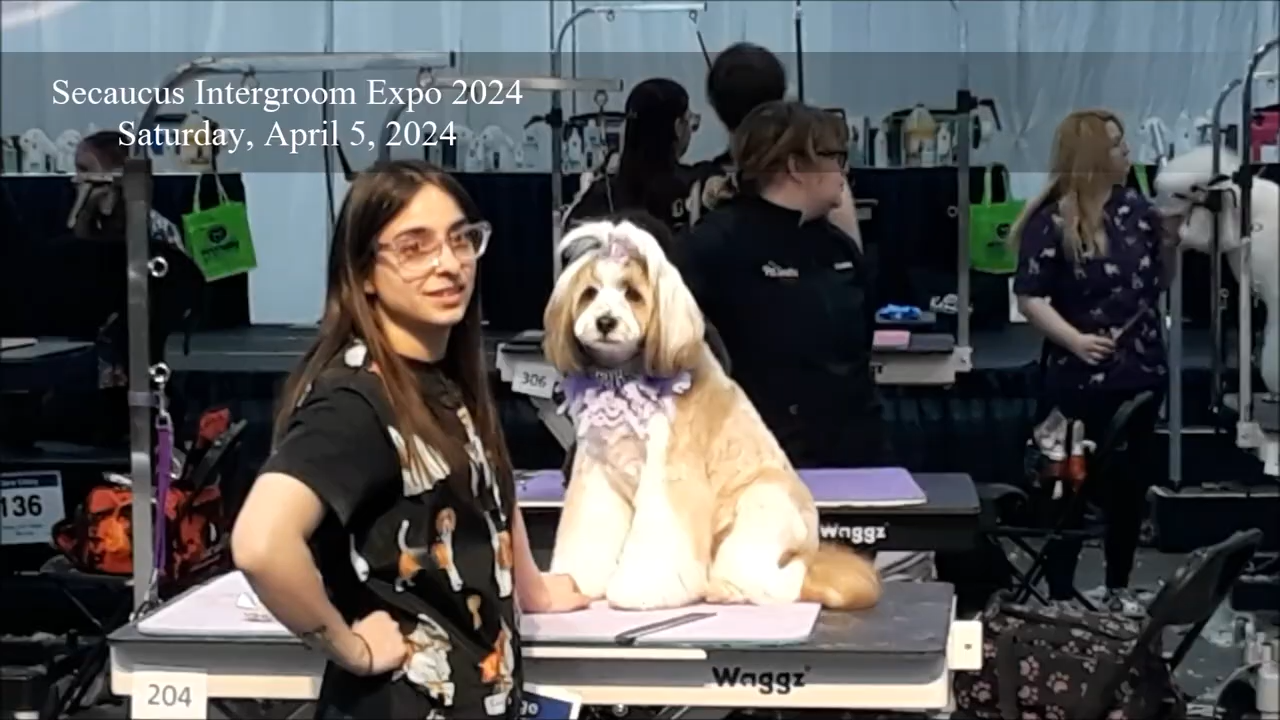 Secaucus Intergroom Expo 2024
Saturday, April 5, 2024
306
136
Waggz
Waggz
204